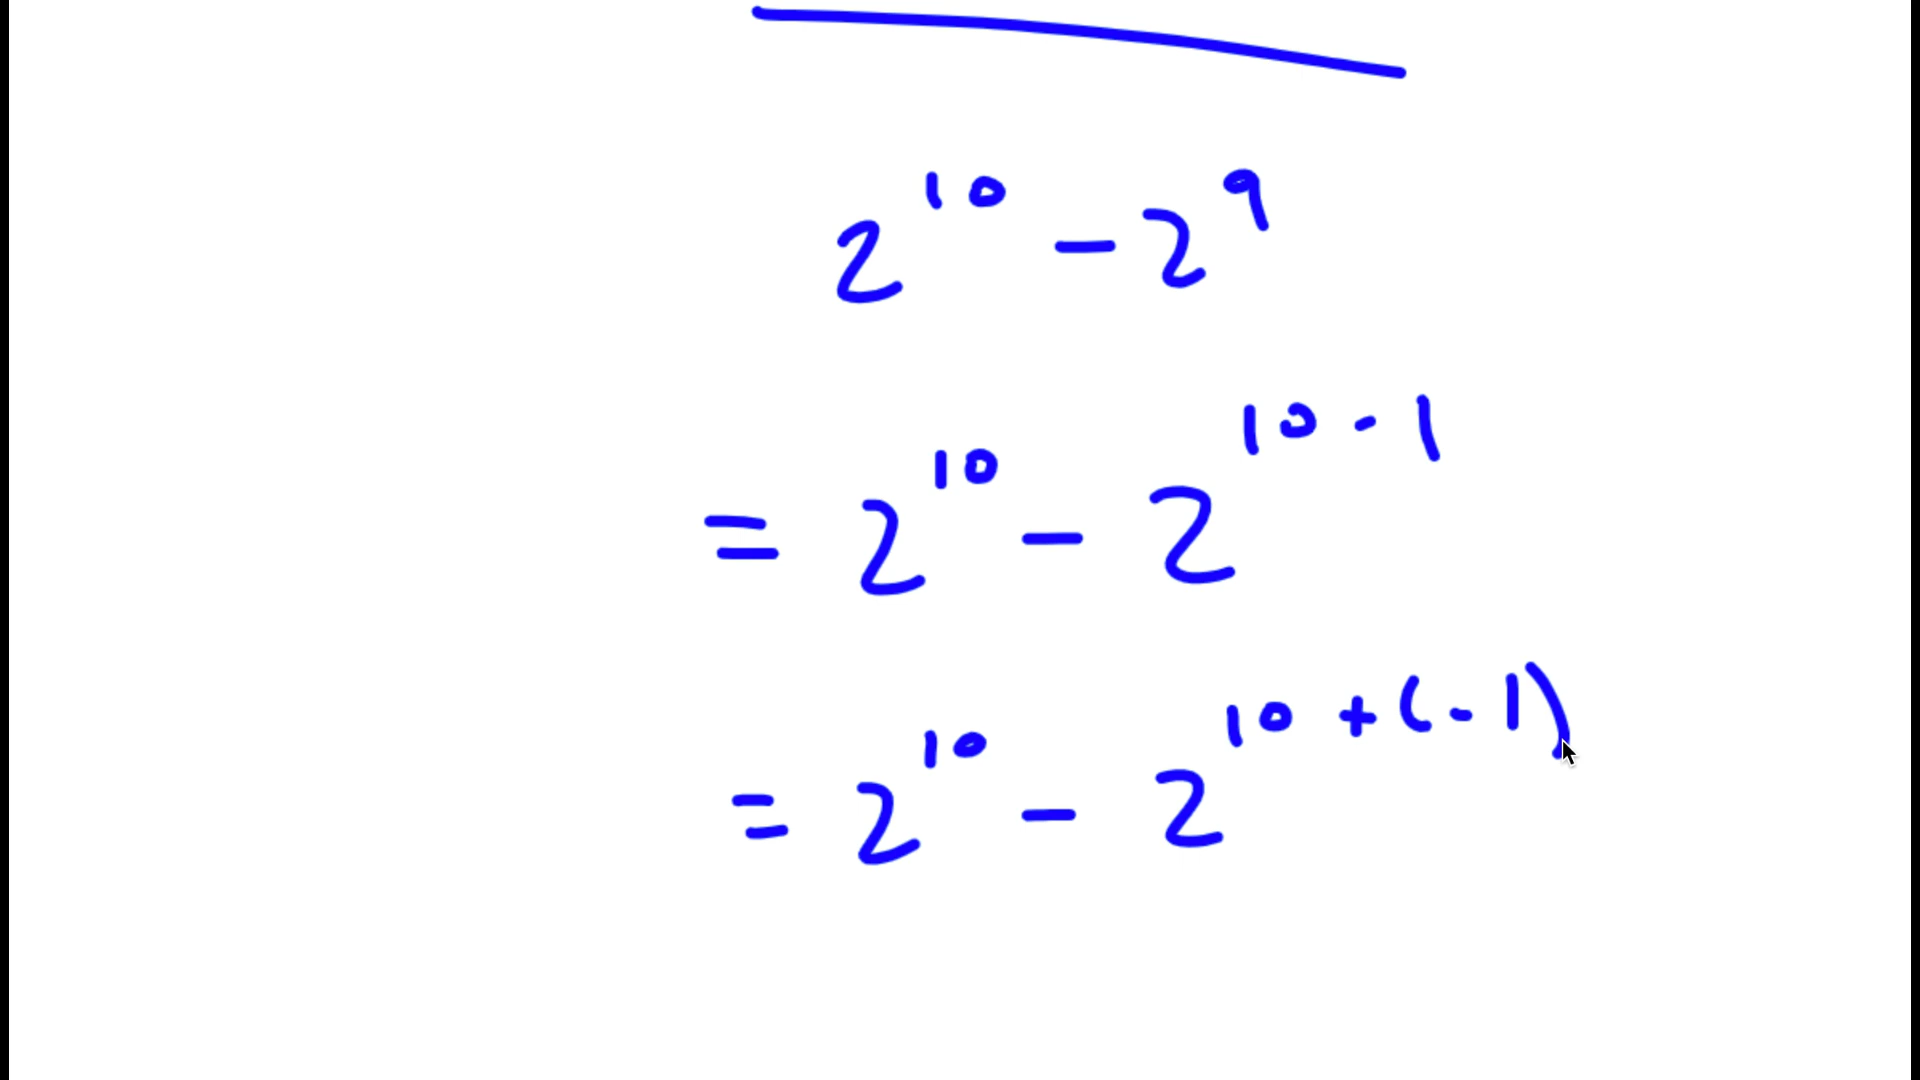 2^10 - 2^9
= 2^10 - 2^10-1
= 2^10 - 2^10+(-1)